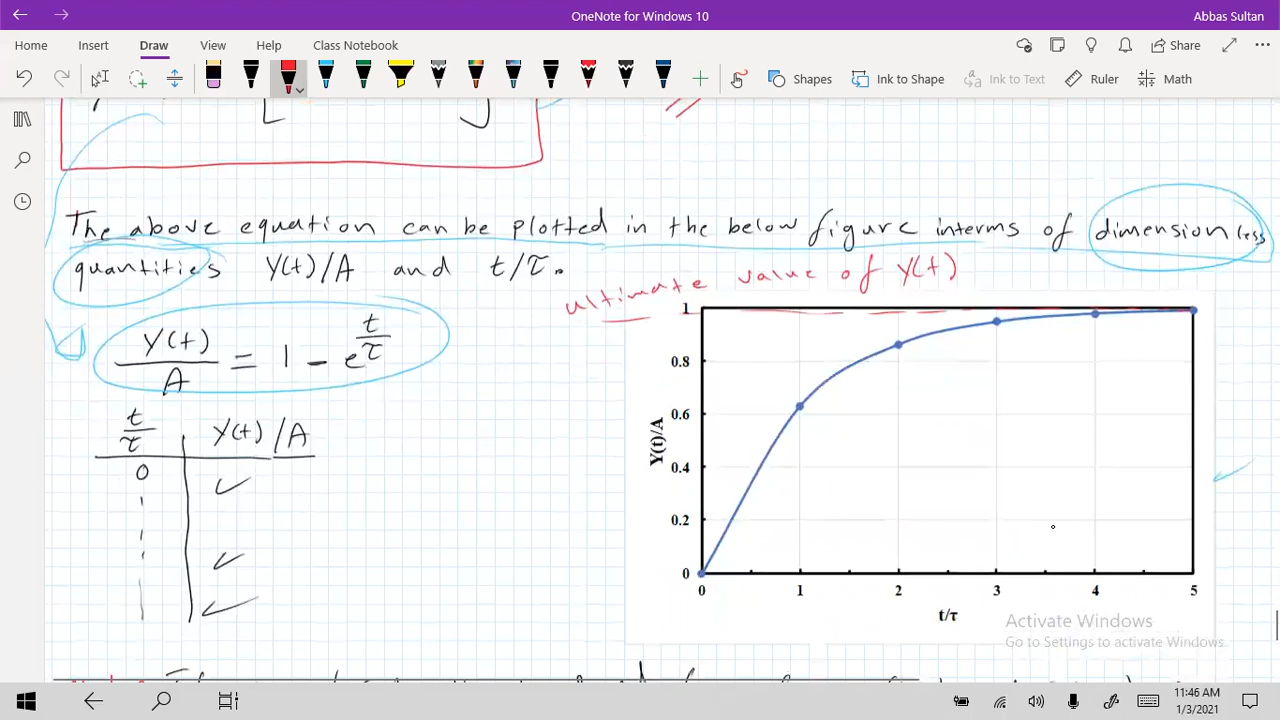 OneNote for Windows 10
Abbas Sultan
Home Insert Draw View Help Class Notebook Share
Shapes Ink to Shape Ink to Text Ruler Math
The above equation can be plotted in the below figure interms of dimensionless
quantities Y(t)/A and t/τ.
ultimate value of Y(t)
Y(t)/A = 1 - e^t/τ
t/τ Y(t)/A
0
1
0.8
0.6
0.4
0.2
0
Y(t)/A
0 1 2 3 4 5
t/τ
Activate Windows
Go to Settings to activate Windows.
11:46 AM
1/3/2021